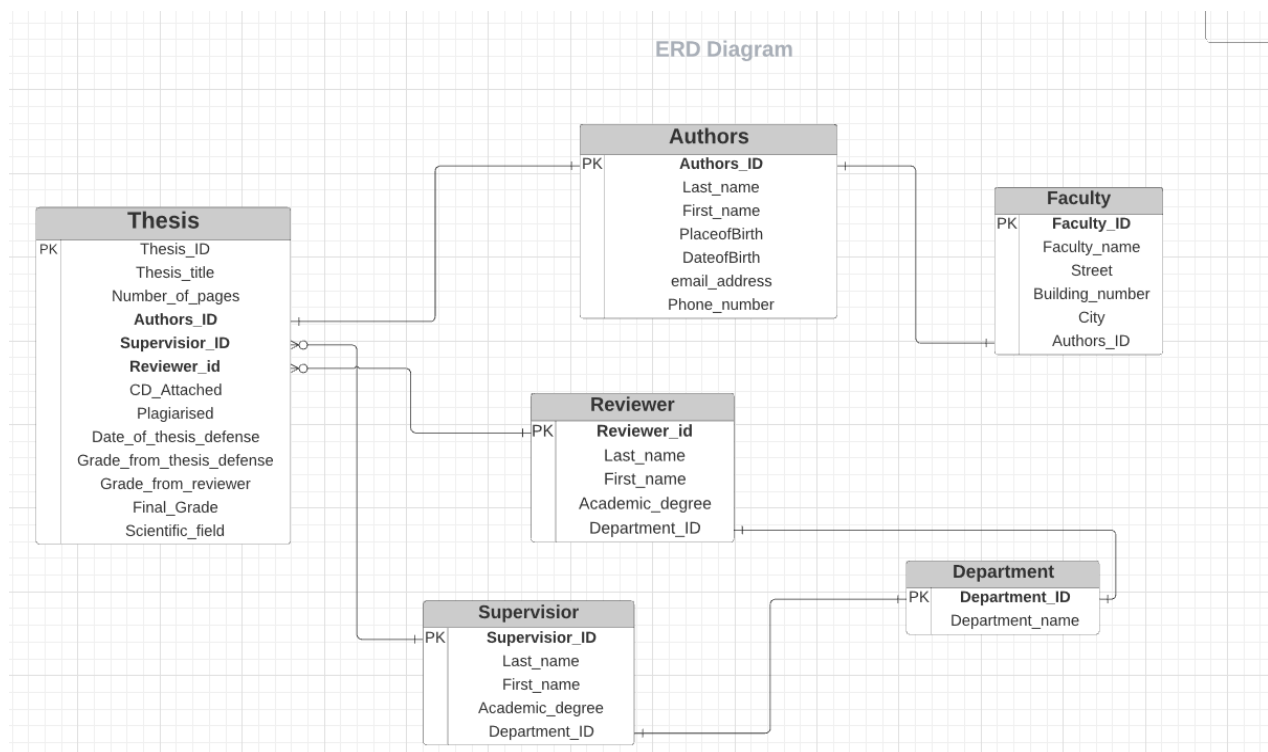 ERD Diagram
Authors
PK Authors_ID
Last_name
First_name
PlaceofBirth
DateofBirth
email_address
Phone_number
Faculty
PK Faculty_ID
Faculty_name
Street
Building_number
City
Authors_ID
Thesis
PK Thesis_ID
Thesis_title
Number_of_pages
Authors_ID
Supervisior_ID
Reviewer_id
CD_Attached
Plagiarised
Date_of_thesis_defense
Grade_from_thesis_defense
Grade_from_reviewer
Final_Grade
Scientific_field
Reviewer
PK Reviewer_id
Last_name
First_name
Academic_degree
Department_ID
Department
PK Department_ID
Department_name
Supervisior
PK Supervisior_ID
Last_name
First_name
Academic_degree
Department_ID